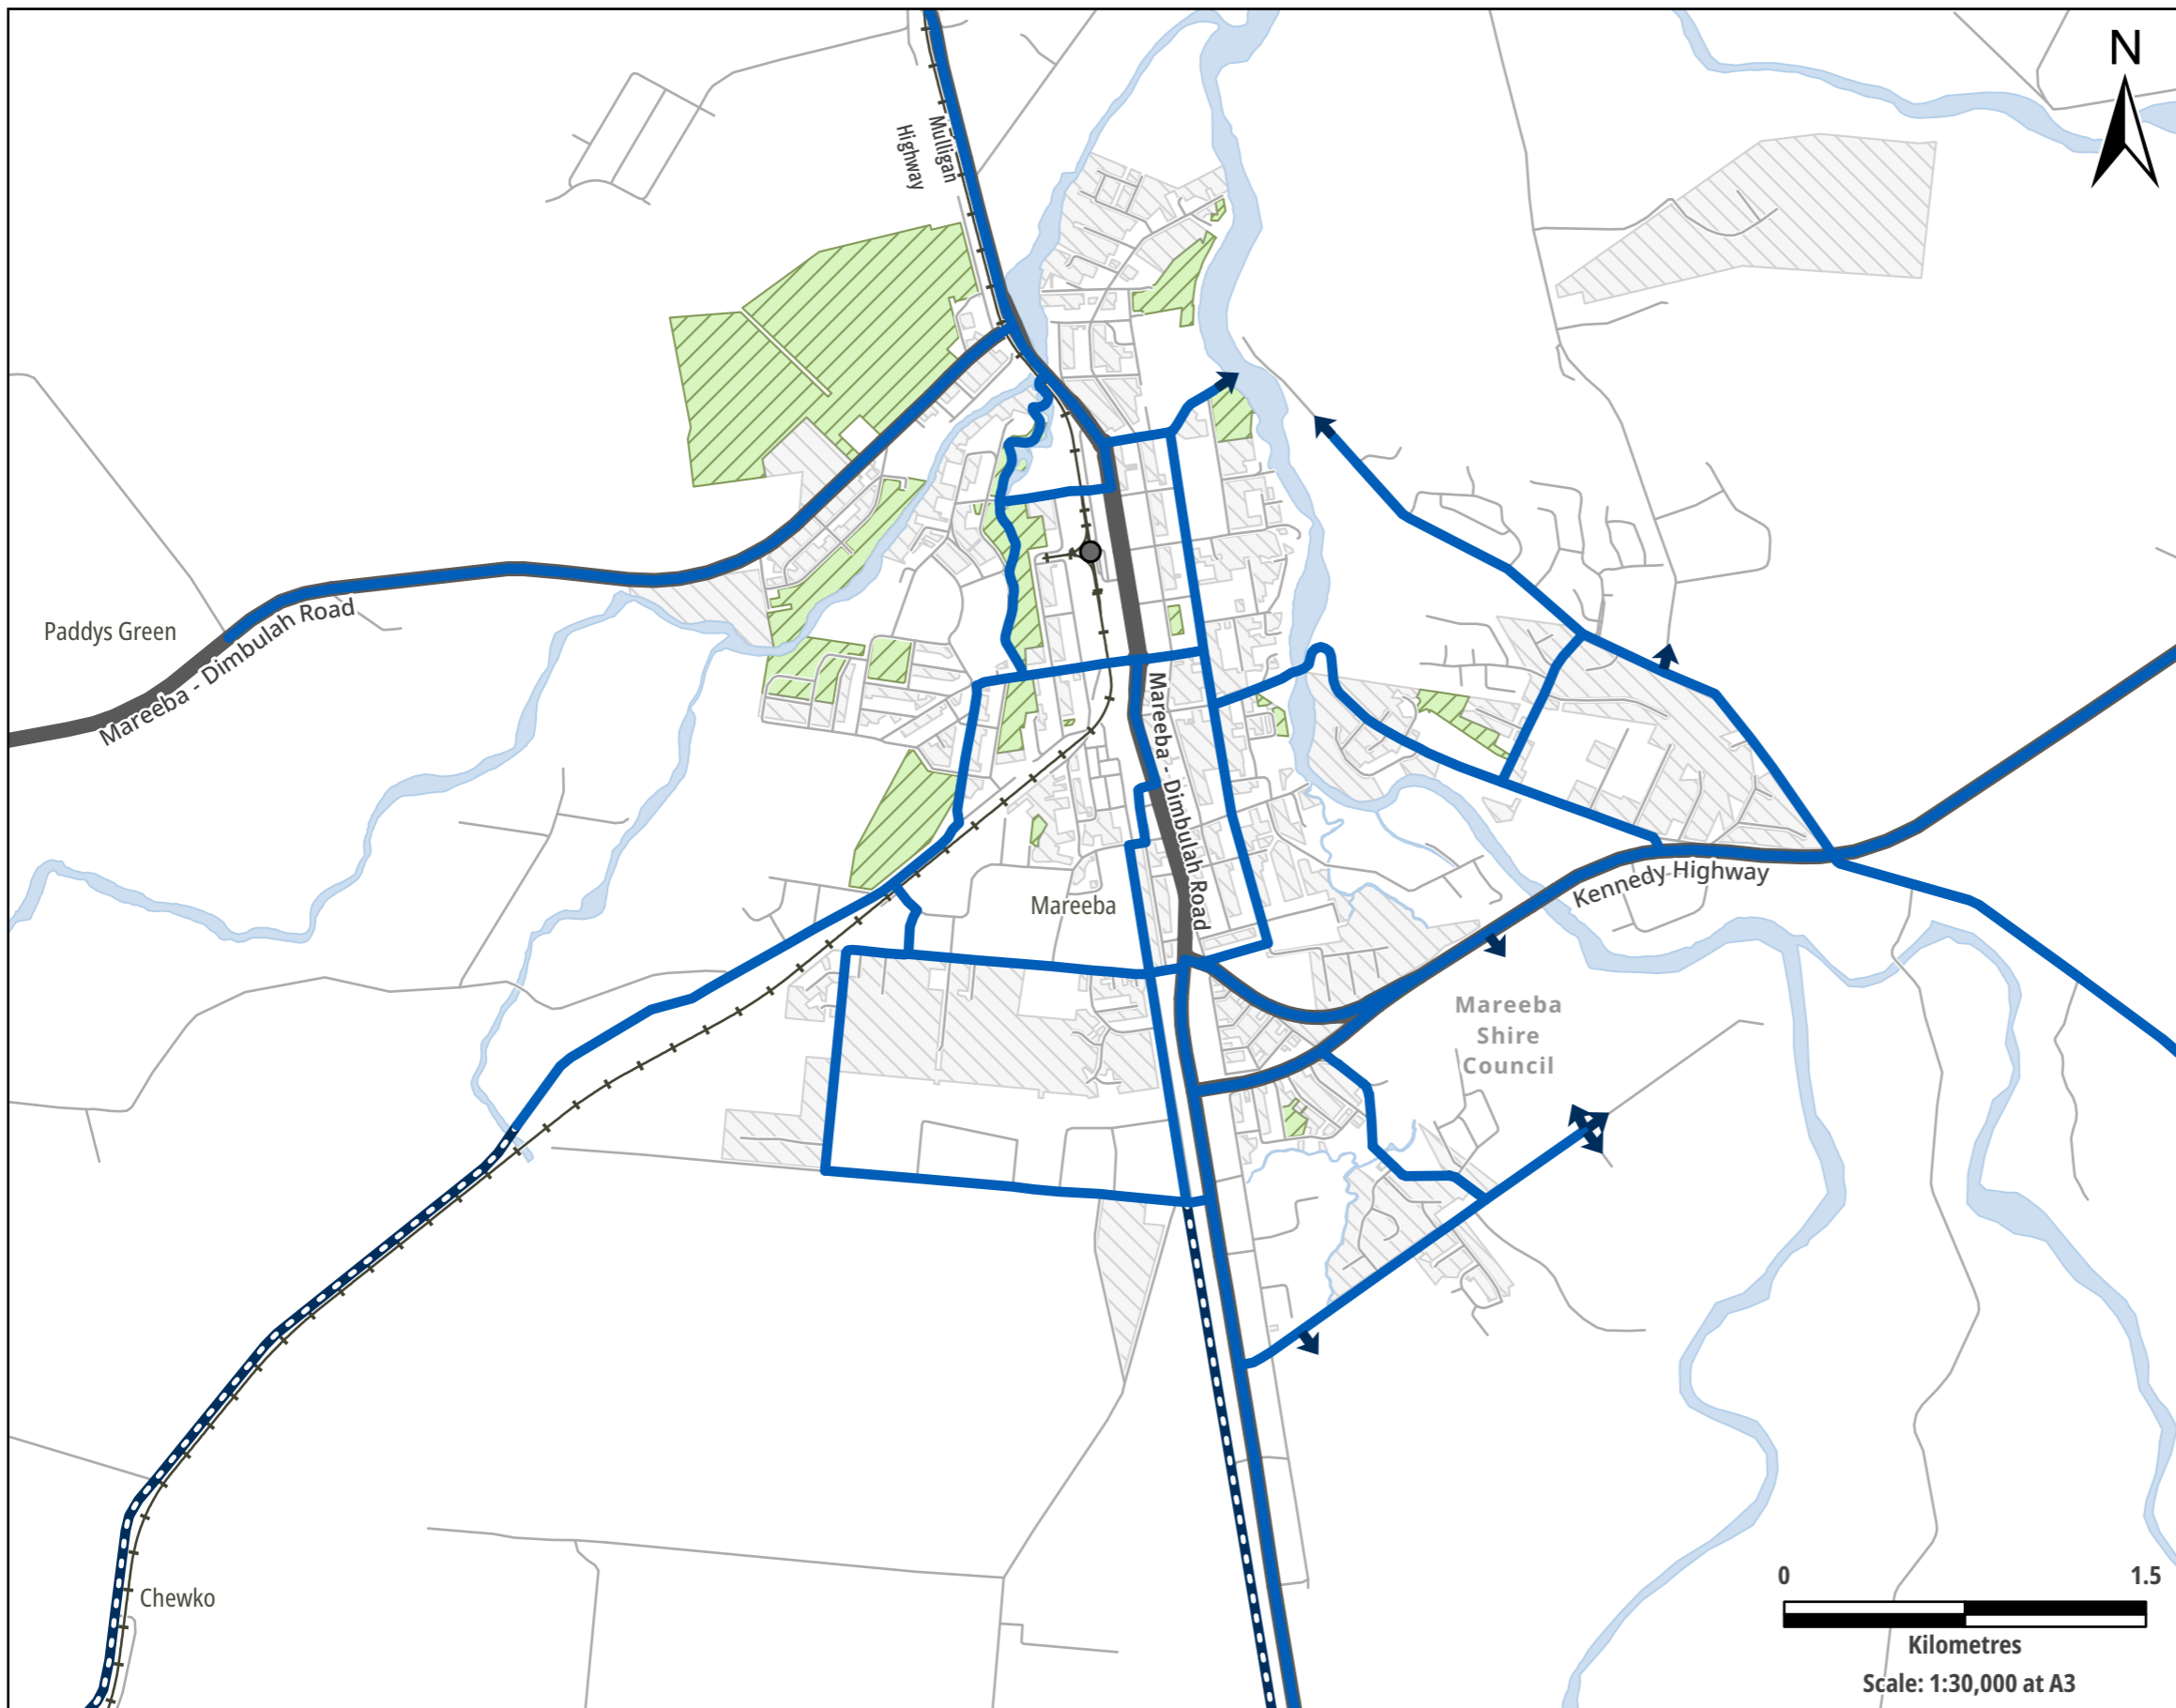 N
Mulligan
Highway
Paddys Green
Mareeba - Dimbulah Road
Mareeba - Dimbulah Road
Kennedy Highway
Mareeba
Mareeba
Shire
Council
Chewko
0 1.5
Kilometres
Scale: 1:30,000 at A3